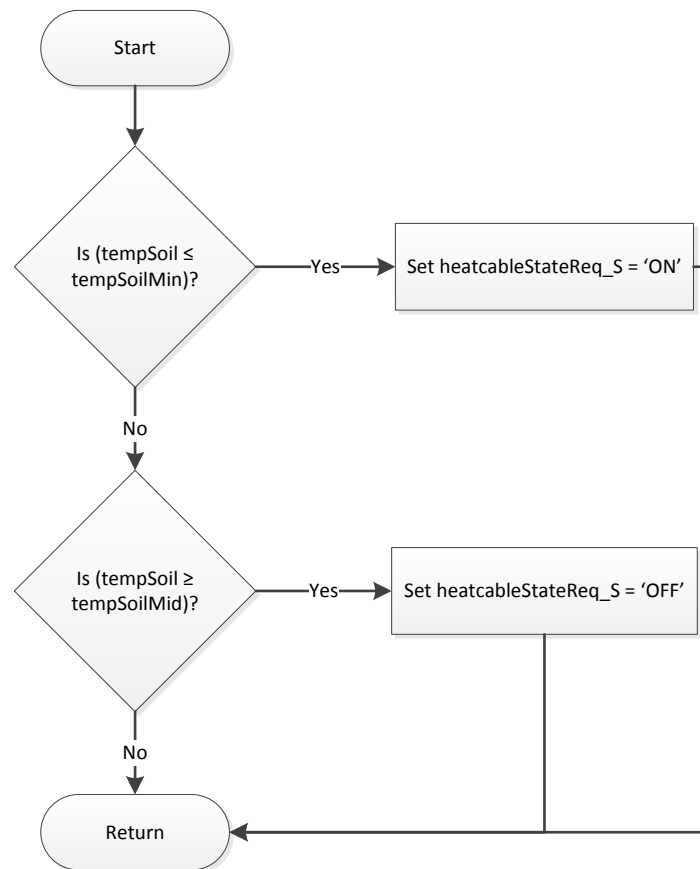 Start
Is (tempSoil ≤
tempSoilMin)?
Yes
Set heatcableStateReq_S = ‘ON’
No
Is (tempSoil ≥
tempSoilMid)?
Yes
Set heatcableStateReq_S = ‘OFF’
No
Return